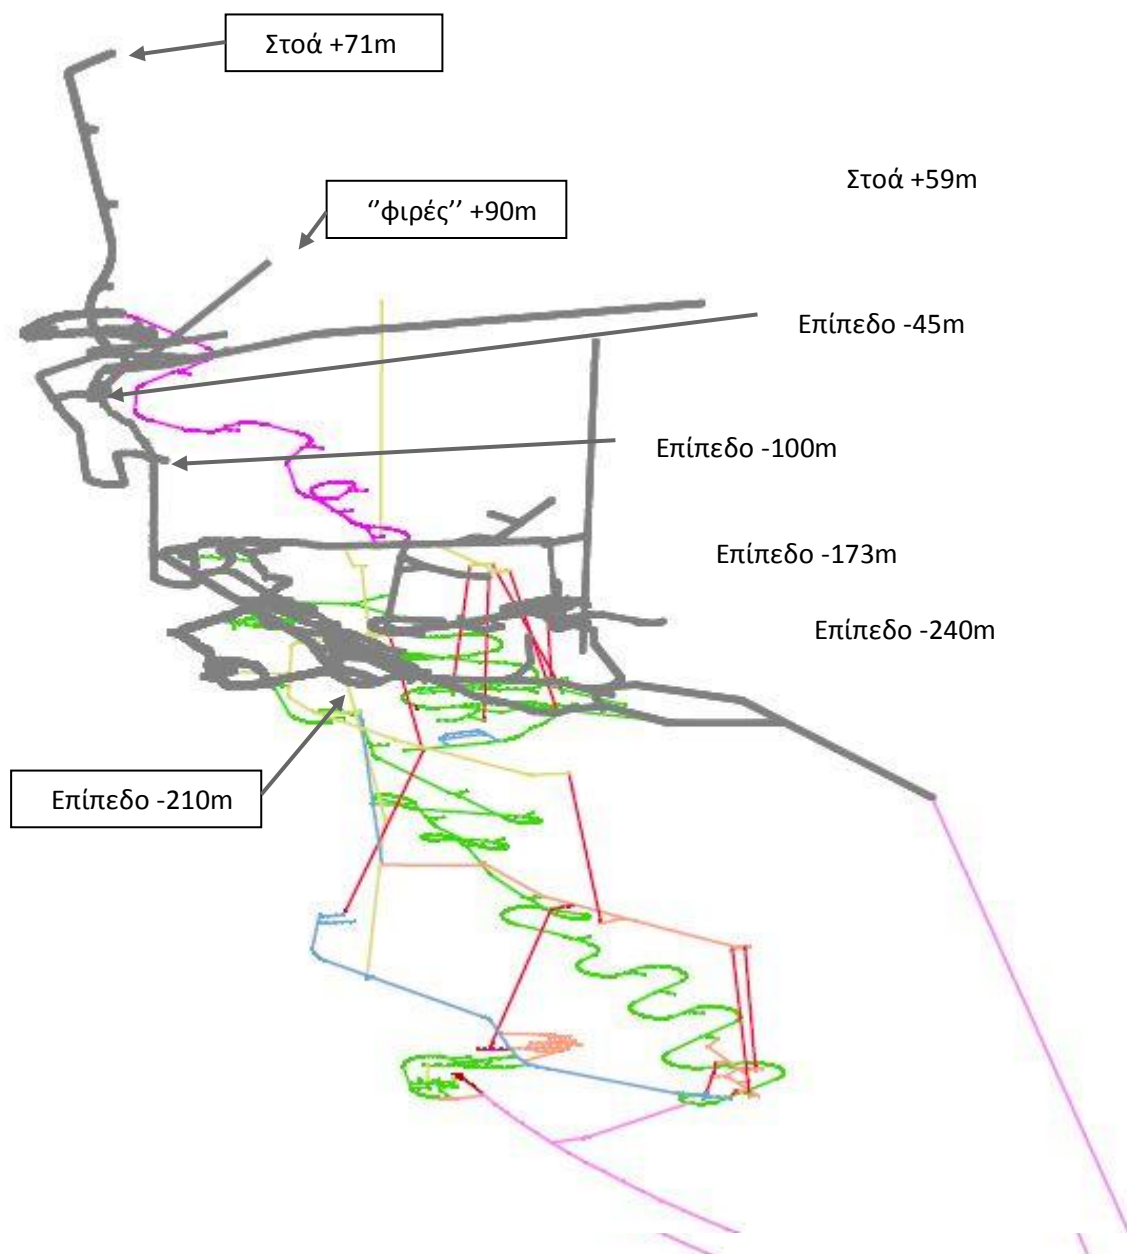 Στοά +71m
Στοά +59m
‘’φιρές’’ +90m
Επίπεδο -45m
Επίπεδο -100m
Επίπεδο -173m
Επίπεδο -240m
Επίπεδο -210m